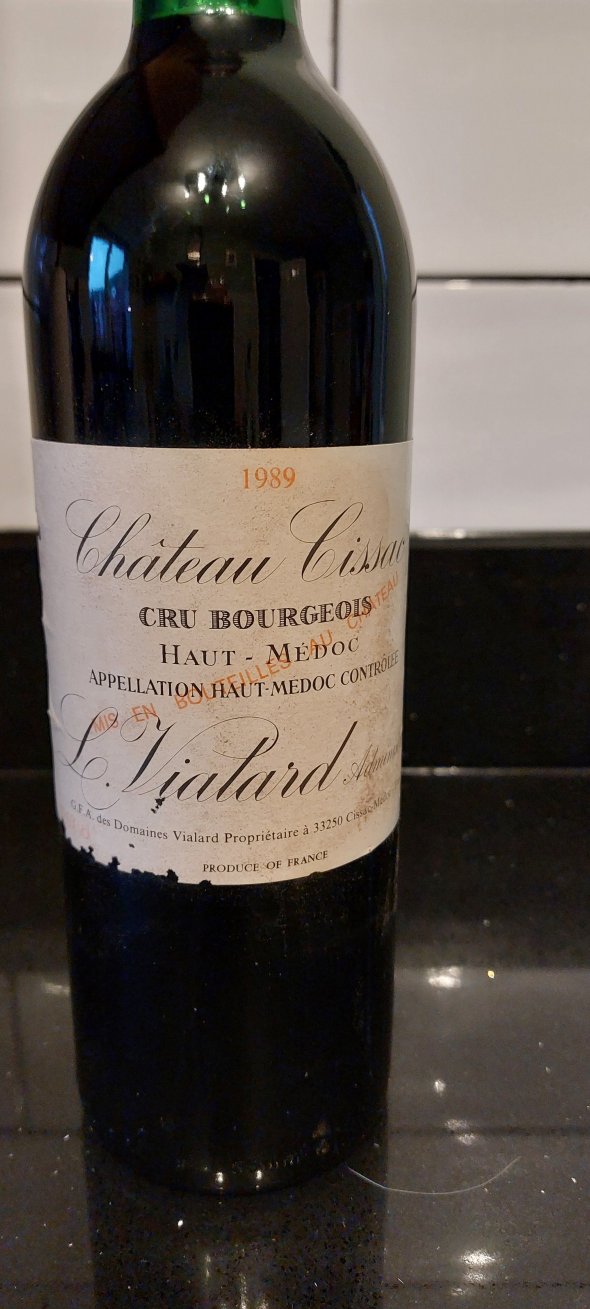 1989
Château Cissac
CRU BOURGEOIS
HAUT-MÉDOC
APPELLATION HAUT-MÉDOC CONTRÔLÉE
MIS EN BOUTEILLES AU CHATEAU
L. Vialard
G.F.A. des Domaines Vialard Propriétaire à 33250 Cissac-Médoc
PRODUCE OF FRANCE